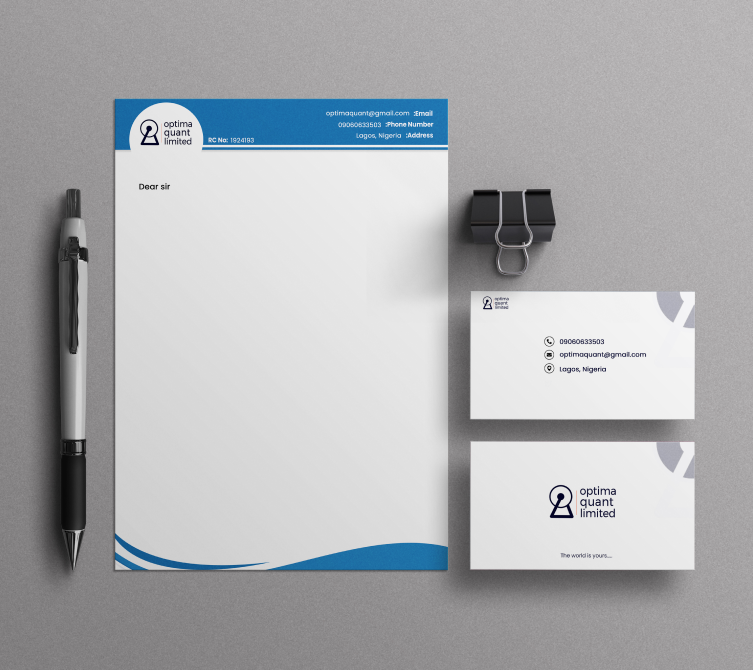 optima
quant
limited
RC No: 1924193
optimaquant@gmail.com :Email
09060633503 :Phone Number
Lagos, Nigeria :Address
Dear sir
optima
quant
limited
09060633503
optimaquant@gmail.com
Lagos, Nigeria
optima
quant
limited
The world is yours....